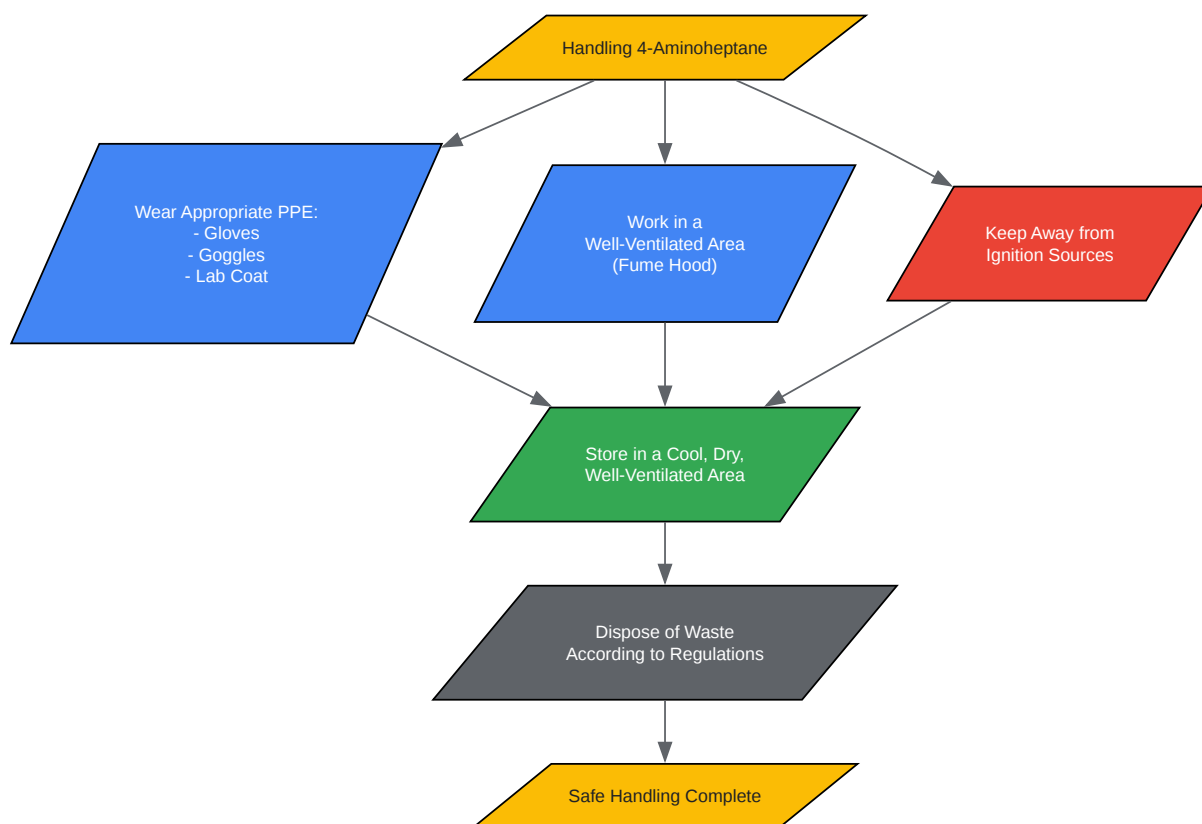 Handling 4-Aminoheptane
Wear Appropriate PPE:
- Gloves
- Goggles
- Lab Coat
Work in a
Well-Ventilated Area
(Fume Hood)
Keep Away from
Ignition Sources
Store in a Cool, Dry,
Well-Ventilated Area
Dispose of Waste
According to Regulations
Safe Handling Complete